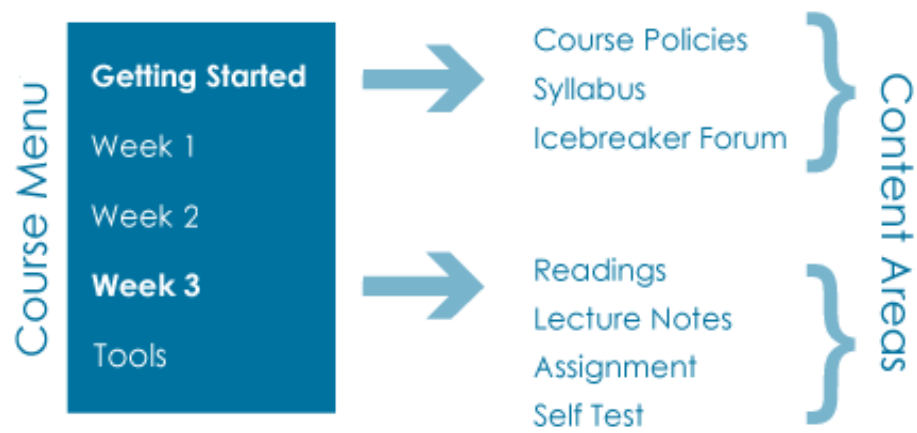 Course Menu
Getting Started
Week 1
Week 2
Week 3
Tools
Course Policies
Syllabus
Icebreaker Forum
Readings
Lecture Notes
Assignment
Self Test
Content Areas